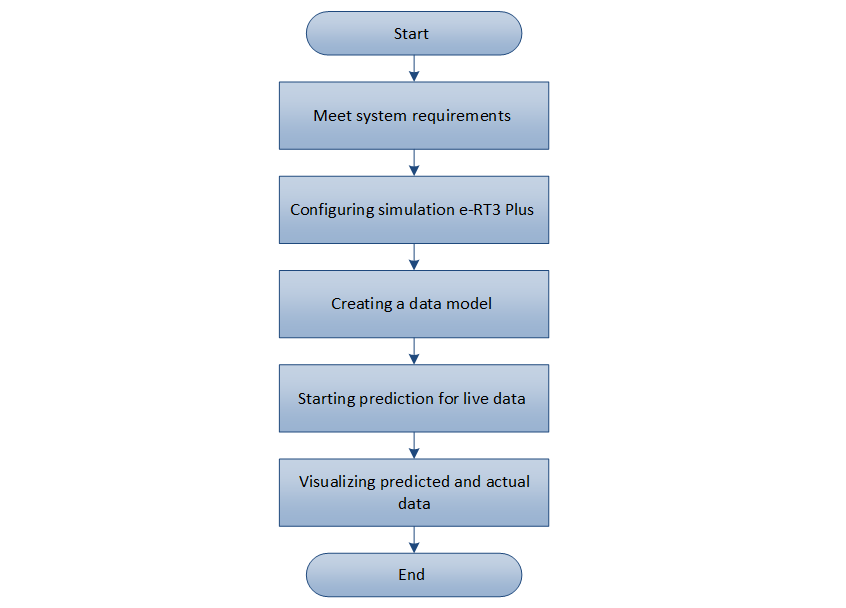 Start
Meet system requirements
Configuring simulation e-RT3 Plus
Creating a data model
Starting prediction for live data
Visualizing predicted and actual
data
End